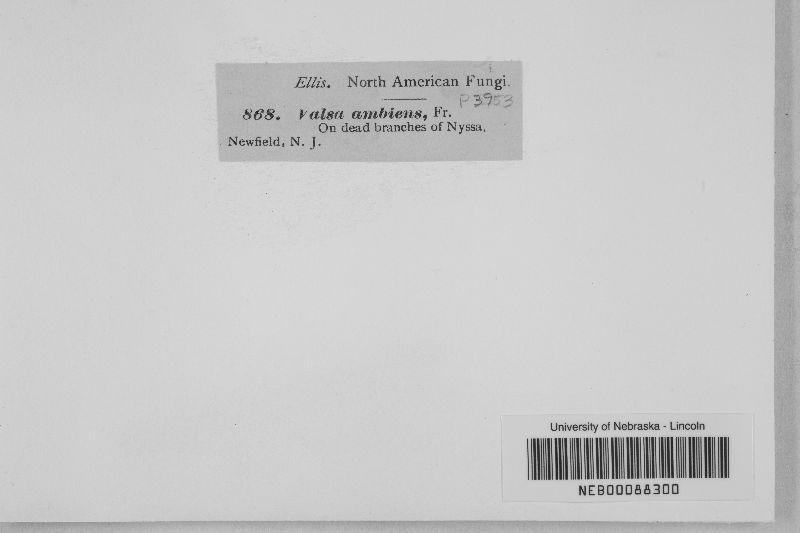 Ellis. North American Fungi.
P3953
868. Valsa ambiens, Fr.
On dead branches of Nyssa,
Newfield, N. J.
University of Nebraska - Lincoln
NEB00088300